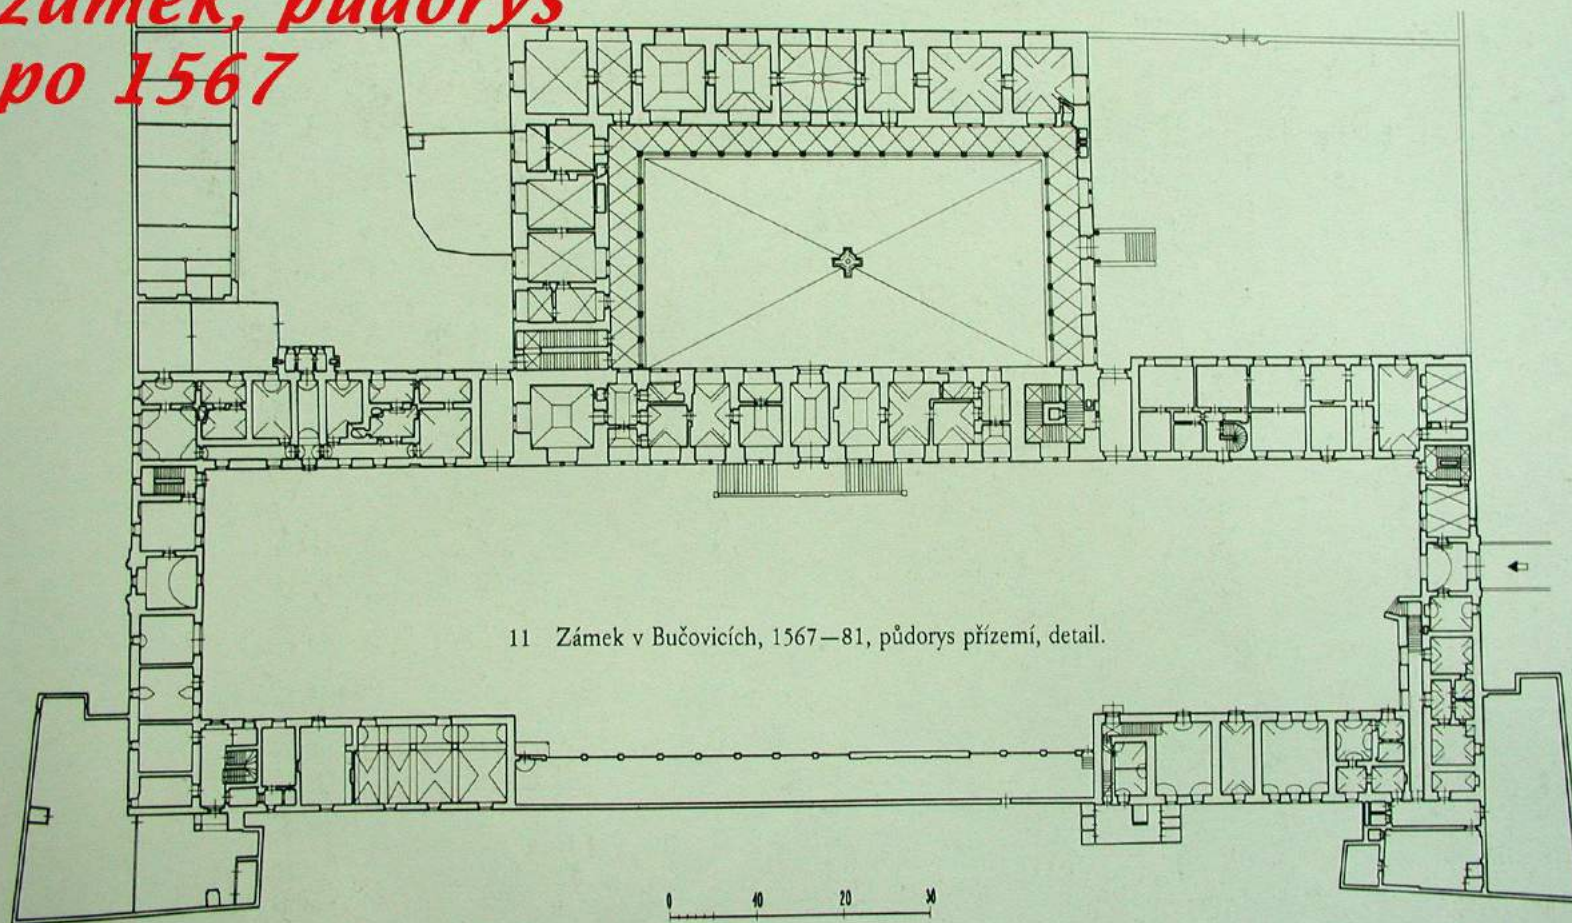 zámek, půdorys
po 1567
11 Zámek v Bučovicích, 1567—81, půdorys přízemí, detail.
0 10 20 30